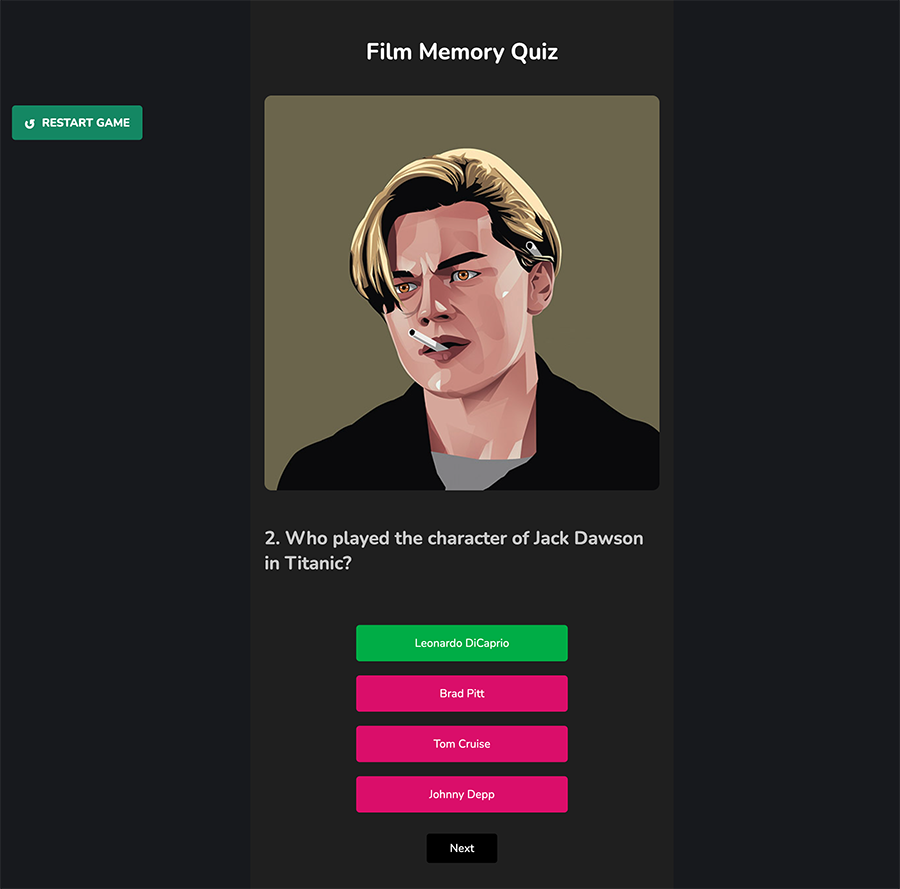 Film Memory Quiz
RESTART GAME
2. Who played the character of Jack Dawson
in Titanic?
Leonardo DiCaprio
Brad Pitt
Tom Cruise
Johnny Depp
Next